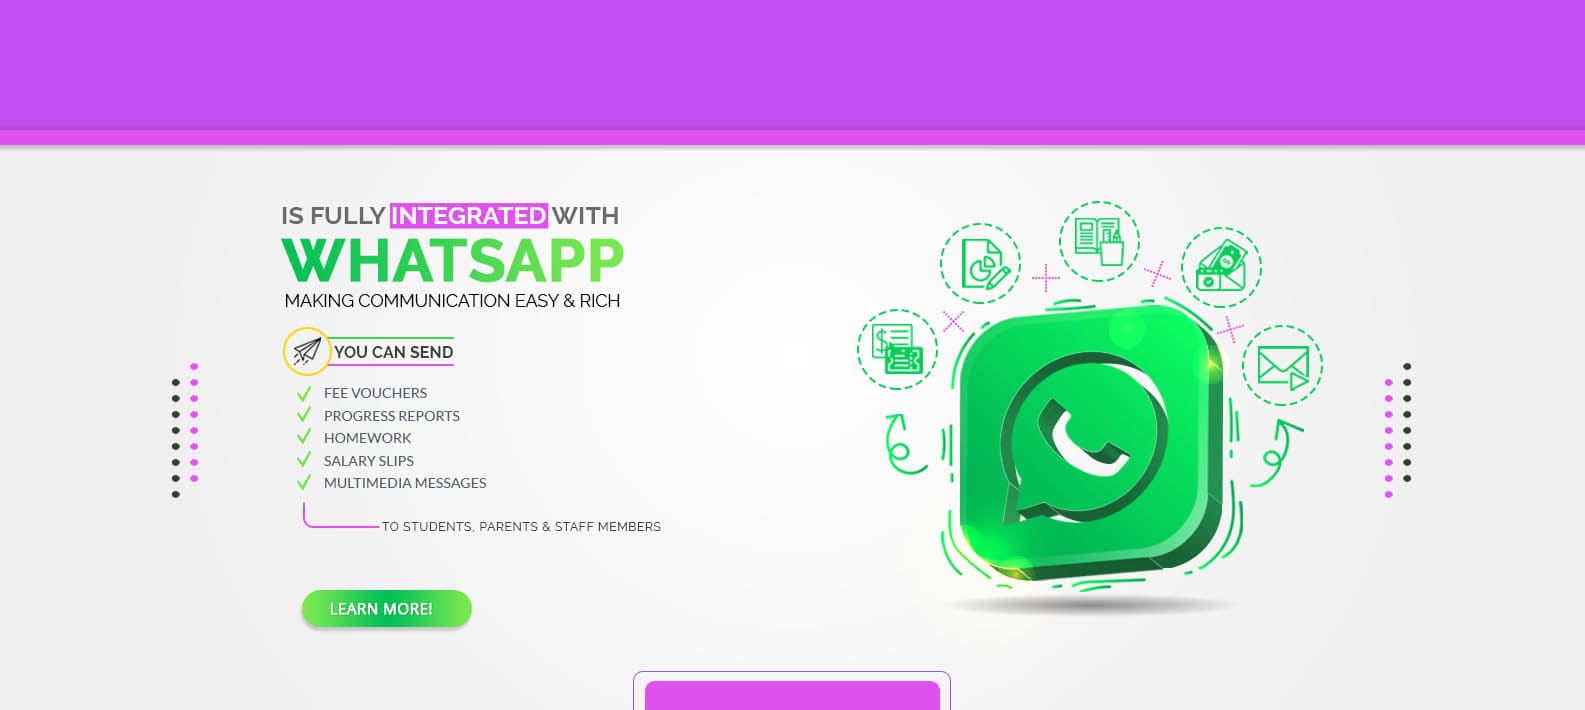 IS FULLY INTEGRATED WITH
WHATSAPP
MAKING COMMUNICATION EASY & RICH
YOU CAN SEND
FEE VOUCHERS
PROGRESS REPORTS
HOMEWORK
SALARY SLIPS
MULTIMEDIA MESSAGES
TO STUDENTS, PARENTS & STAFF MEMBERS
LEARN MORE!